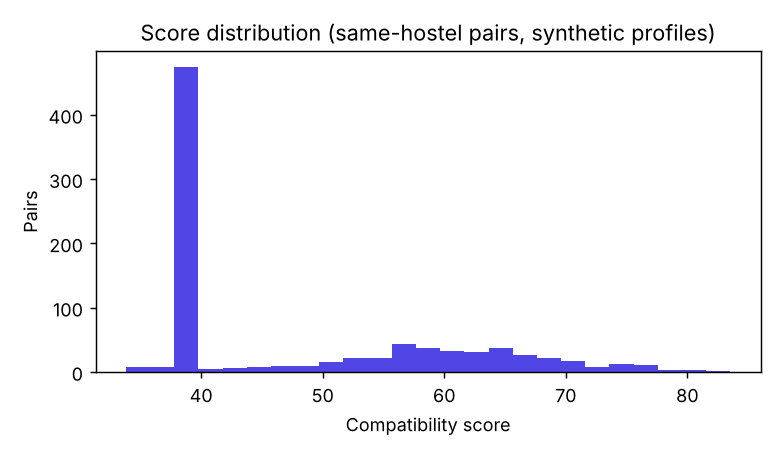 Score distribution (same-hostel pairs, synthetic profiles)
400
300
200
100
0
Pairs
40 50 60 70 80
Compatibility score